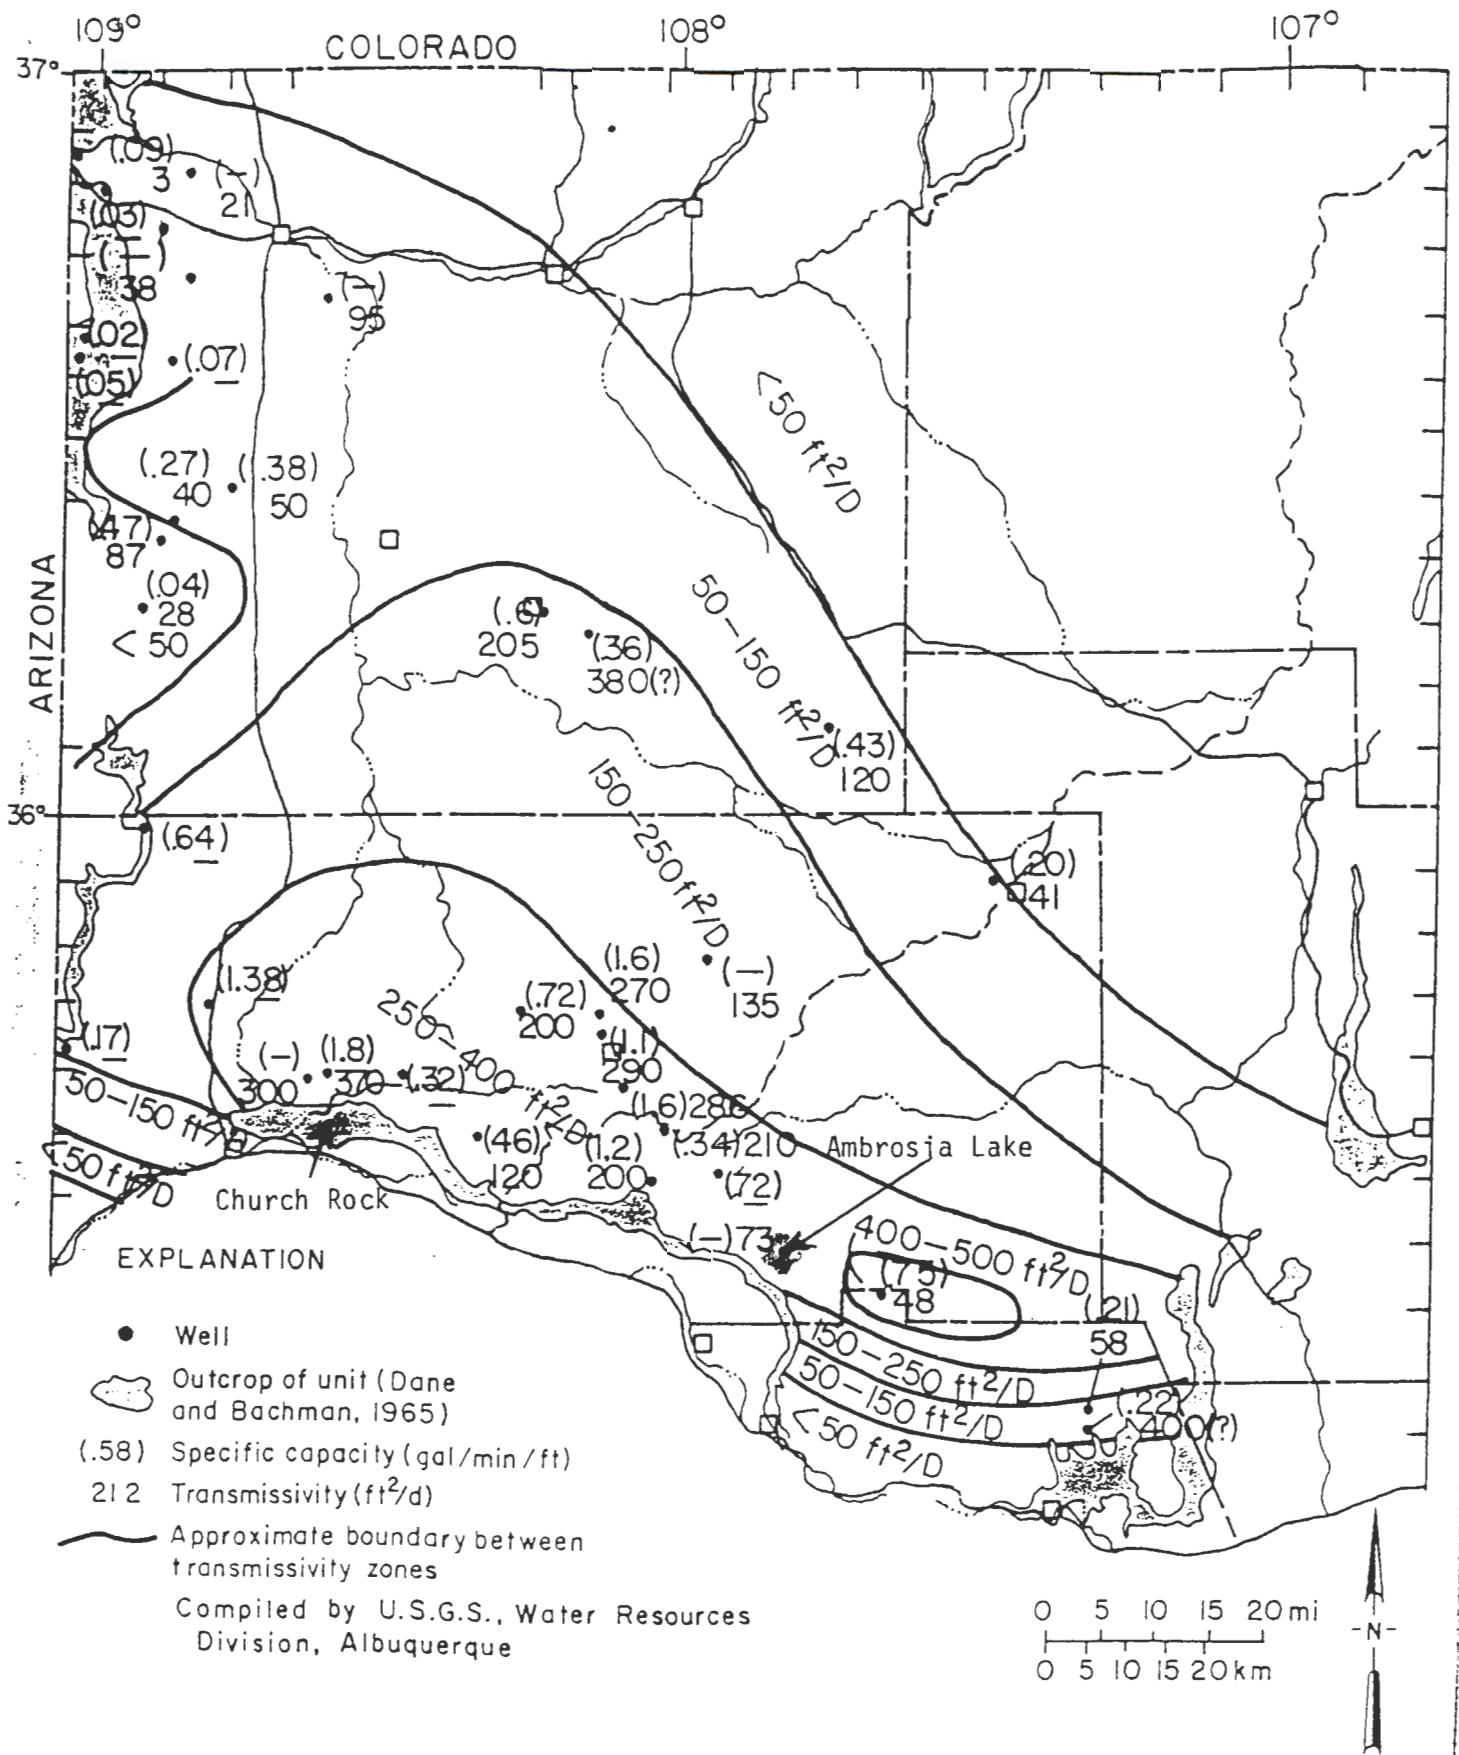 109° 108° 107°
COLORADO
37°
(.09)
3
(—)
21
(.03)
(—)
38
(—)
95
(.02
(.07)
(.05)
<50 ft²/D
(.27)
40
(.38)
50
(.47)
87
ARIZONA
(.04)
28
<50
50—150 ft²/D
(.6)
205
(.36)
380(?)
(.43)
120
150—250 ft²/D
36°
(.64)
(.20)
41
(1.38)
(1.6)
270
(—)
135
(.72)
200
250—400 ft²/D
(.17)
(—)
300
(1.8)
370
(.32)
(1.1)
290
50—150 ft²/D
(1.6)286
(.34)210
(.46)
120
(1.2)
200
(.72)
Ambrosia Lake
<50 ft²/D
Church Rock
(—)73
400—500 ft²/D
(.75)
48
(.21)
58
150—250 ft²/D
50—150 ft²/D
<50 ft²/D
(.22)
<400(?)
EXPLANATION
Well
Outcrop of unit (Dane
and Bachman, 1965)
(.58) Specific capacity (gal/min/ft)
212 Transmissivity (ft²/d)
Approximate boundary between
transmissivity zones
Compiled by U.S.G.S., Water Resources
Division, Albuquerque
0 5 10 15 20 mi
0 5 10 15 20 km
-N-